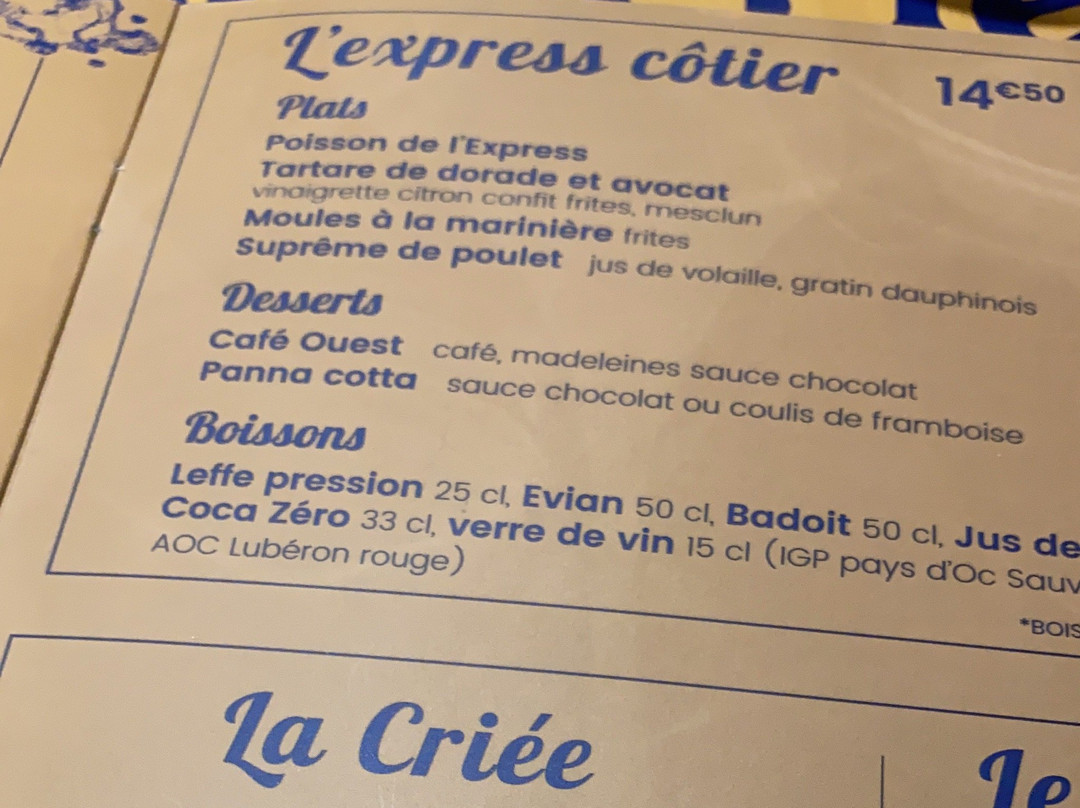 L'express côtier 14€50
Plats
Poisson de l'Express
Tartare de dorade et avocat
vinaigrette citron confit frites, mesclun
Moules à la marinière frites
Suprême de poulet jus de volaille, gratin dauphinois
Desserts
Café Ouest café, madeleines sauce chocolat
Panna cotta sauce chocolat ou coulis de framboise
Boissons
Leffe pression 25 cl, Evian 50 cl, Badoit 50 cl, Jus de
Coca Zéro 33 cl, verre de vin 15 cl (IGP pays d'Oc Sauv
AOC Lubéron rouge)
*BOIS
La Criée
Le